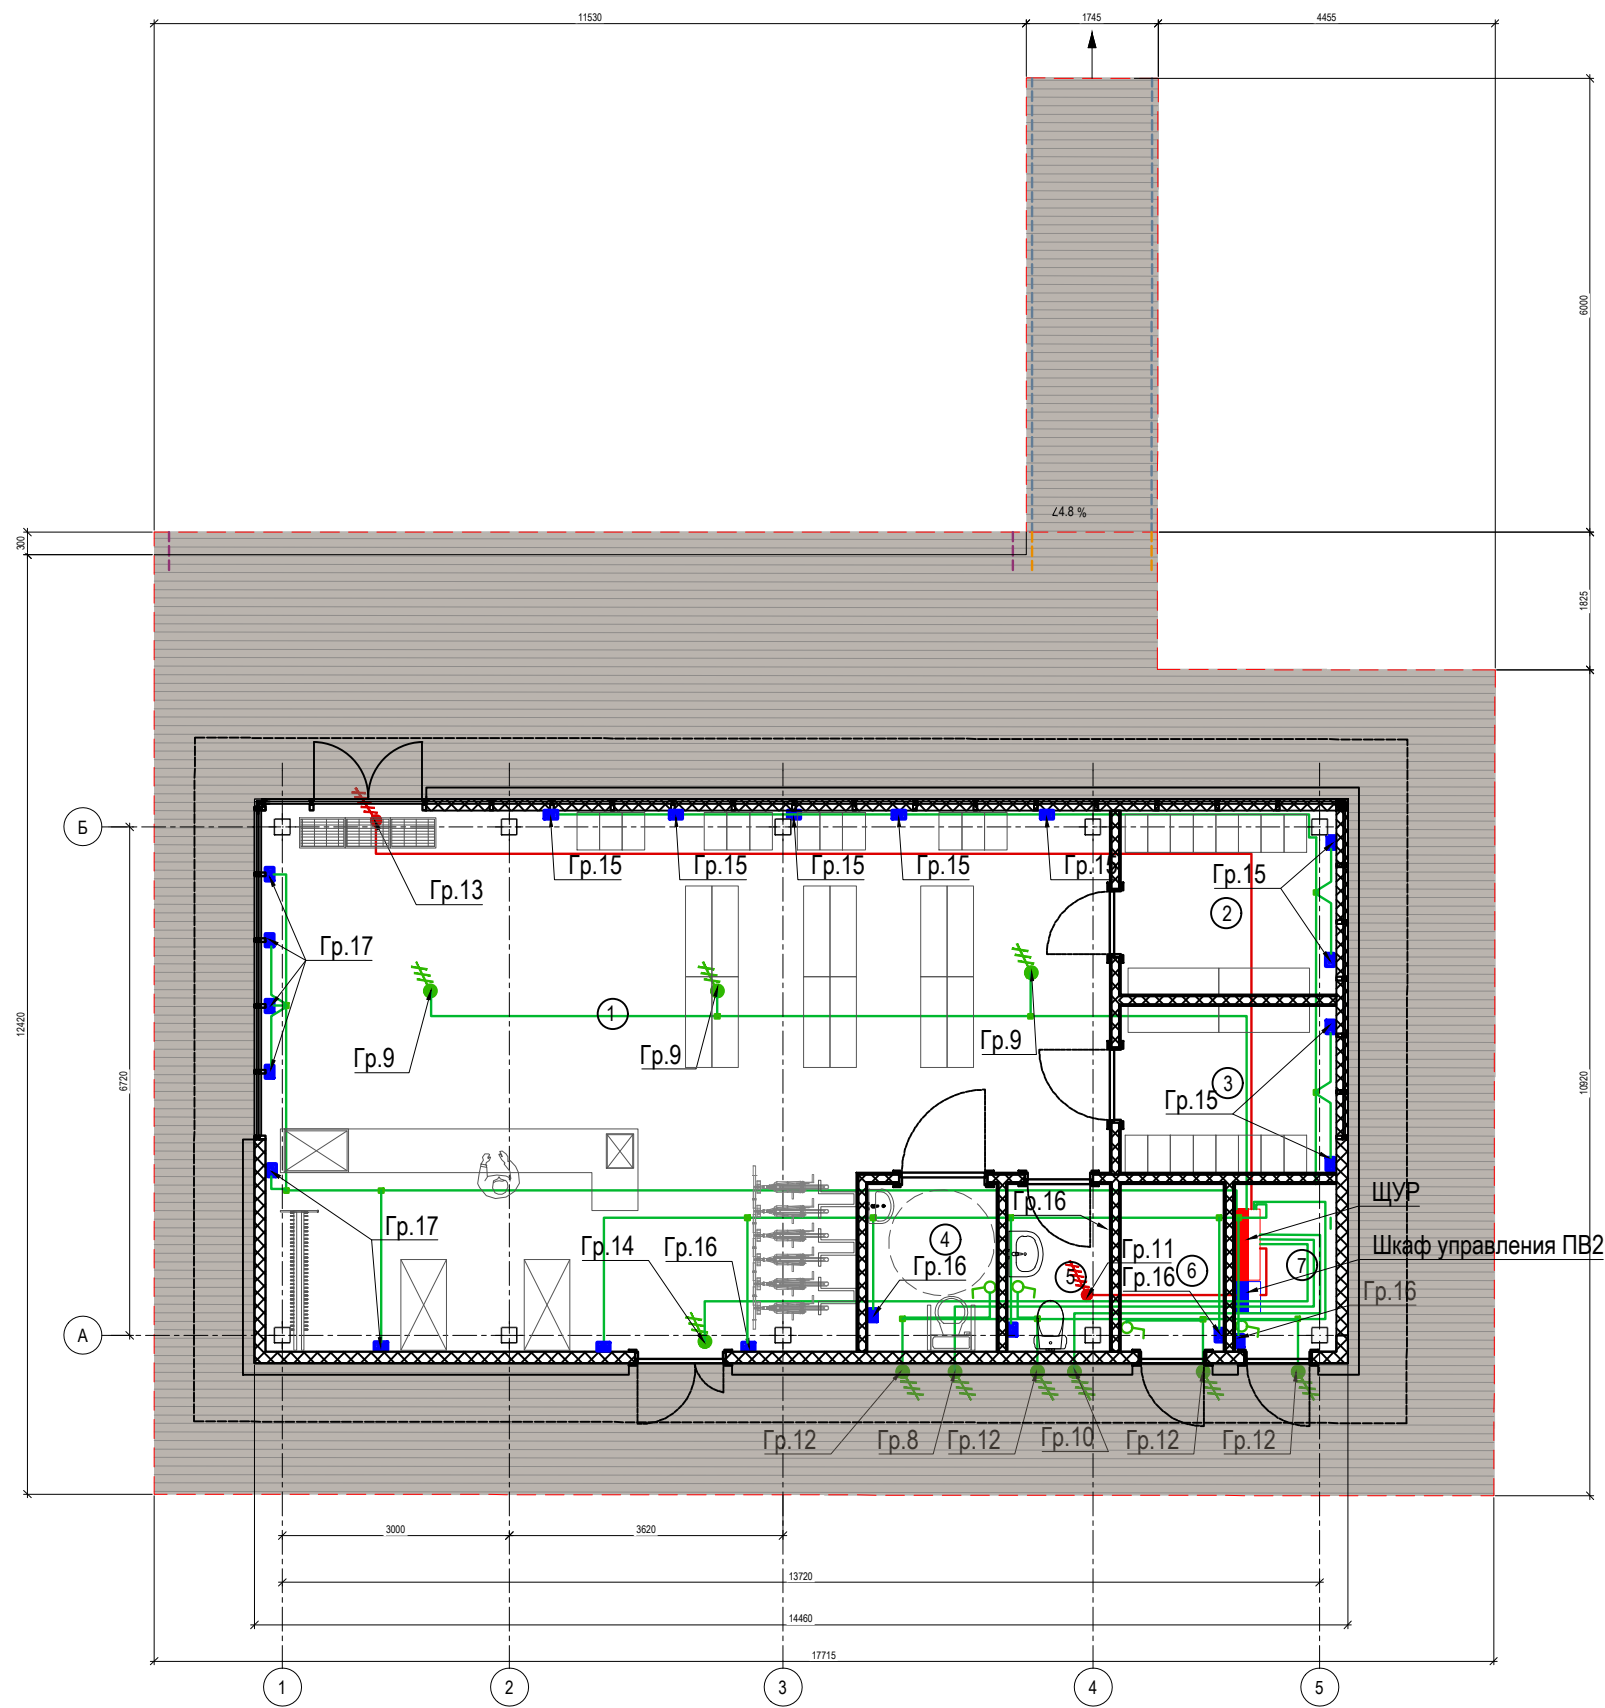 11530
1745
4455
6000
∠4.8 %
300
1825
12420
6720
10920
Б
Гр.15
Гр.15
Гр.15
Гр.15
Гр.15
Гр.13
Гр.15
2
Гр.17
1
Гр.9
Гр.9
Гр.9
3
Гр.15
Гр.16
ЩУР
Гр.17
Гр.14
Гр.16
4
Гр.16
5
Гр.11
Гр.16
6
7
Шкаф управления ПВ2
Гр.16
А
Гр.12
Гр.8
Гр.12
Гр.10
Гр.12
Гр.12
3000
3620
13720
14460
17715
1
2
3
4
5